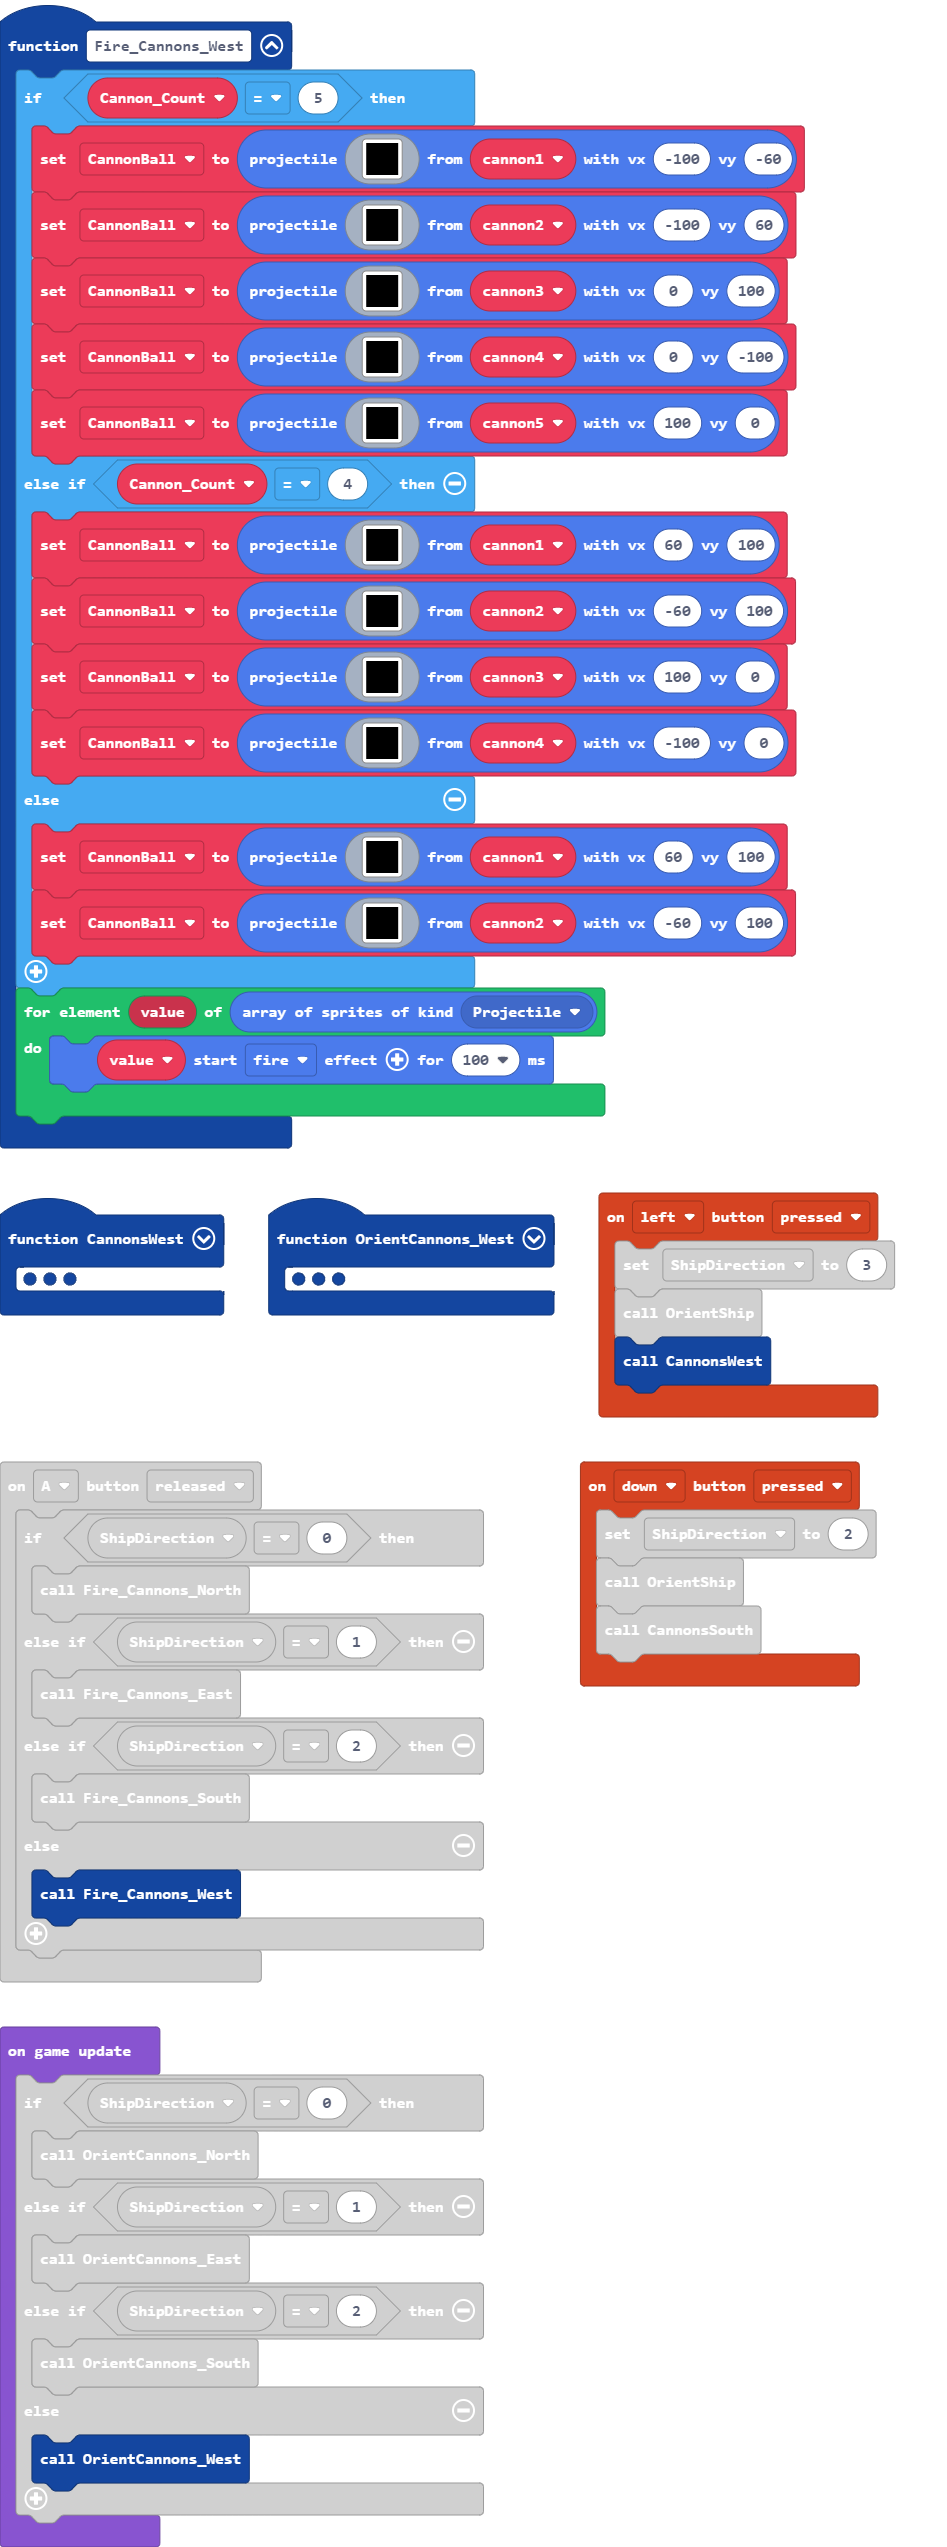 function Fire_Cannons_West
if Cannon_Count = 5 then
set CannonBall to projectile from cannon1 with vx -100 vy -60
set CannonBall to projectile from cannon2 with vx -100 vy 60
set CannonBall to projectile from cannon3 with vx 0 vy 100
set CannonBall to projectile from cannon4 with vx 0 vy -100
set CannonBall to projectile from cannon5 with vx 100 vy 0
else if Cannon_Count = 4 then
set CannonBall to projectile from cannon1 with vx 60 vy 100
set CannonBall to projectile from cannon2 with vx -60 vy 100
set CannonBall to projectile from cannon3 with vx 100 vy 0
set CannonBall to projectile from cannon4 with vx -100 vy 0
else
set CannonBall to projectile from cannon1 with vx 60 vy 100
set CannonBall to projectile from cannon2 with vx -60 vy 100
for element value of array of sprites of kind Projectile
do
value start fire effect for 100 ms
function CannonsWest
function OrientCannons_West
on left button pressed
set ShipDirection to 3
call OrientShip
call CannonsWest
on A button released
if ShipDirection = 0 then
call Fire_Cannons_North
else if ShipDirection = 1 then
call Fire_Cannons_East
else if ShipDirection = 2 then
call Fire_Cannons_South
else
call Fire_Cannons_West
on down button pressed
set ShipDirection to 2
call OrientShip
call CannonsSouth
on game update
if ShipDirection = 0 then
call OrientCannons_North
else if ShipDirection = 1 then
call OrientCannons_East
else if ShipDirection = 2 then
call OrientCannons_South
else
call OrientCannons_West